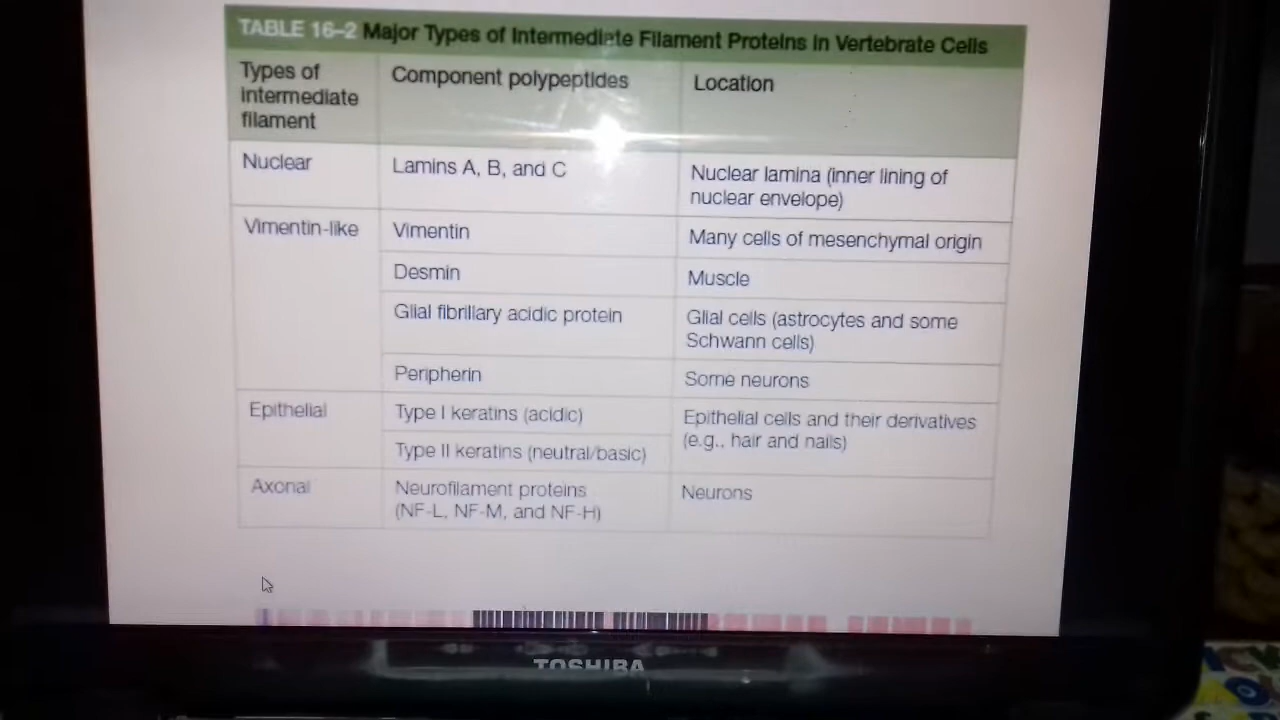 TABLE 16–2 Major Types of Intermediate Filament Proteins in Vertebrate Cells
Types of
intermediate
filament
Component polypeptides
Location
Nuclear
Lamins A, B, and C
Nuclear lamina (inner lining of
nuclear envelope)
Vimentin-like
Vimentin
Many cells of mesenchymal origin
Desmin
Muscle
Glial fibrillary acidic protein
Glial cells (astrocytes and some
Schwann cells)
Peripherin
Some neurons
Epithelial
Type I keratins (acidic)
Epithelial cells and their derivatives
(e.g., hair and nails)
Type II keratins (neutral/basic)
Axonal
Neurofilament proteins
(NF-L, NF-M, and NF-H)
Neurons
TOSHIBA